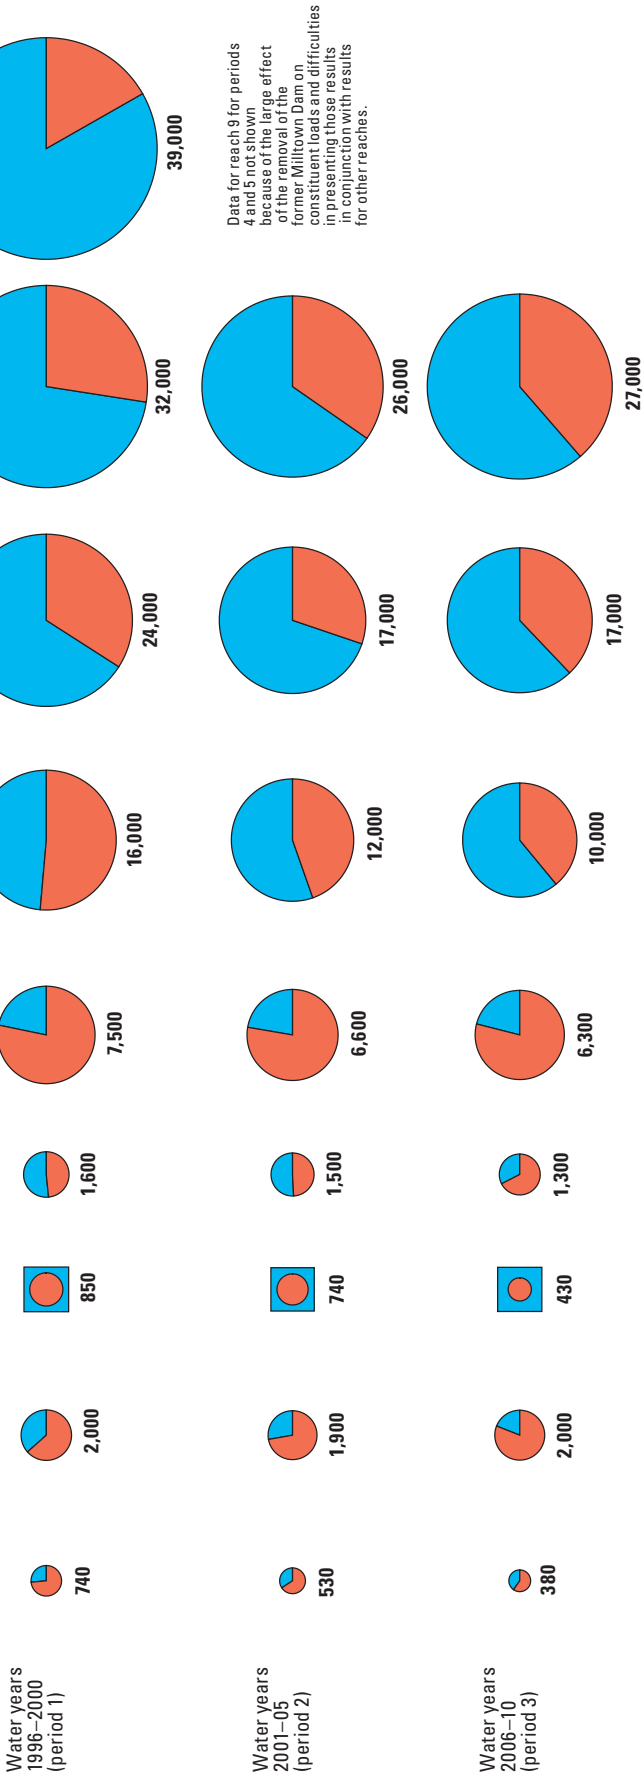 Water years
1996–2000
(period 1)
740
2,000
850
1,600
7,500
16,000
24,000
32,000
39,000
Water years
2001–05
(period 2)
530
1,900
740
1,500
6,600
12,000
17,000
26,000
Data for reach 9 for periods
4 and 5 not shown
because of the large effect
of the removal of the
former Milltown Dam on
constituent loads and difficulties
in presenting those results
in conjunction with results
for other reaches.
Water years
2006–10
(period 3)
380
2,000
430
1,300
6,300
10,000
17,000
27,000